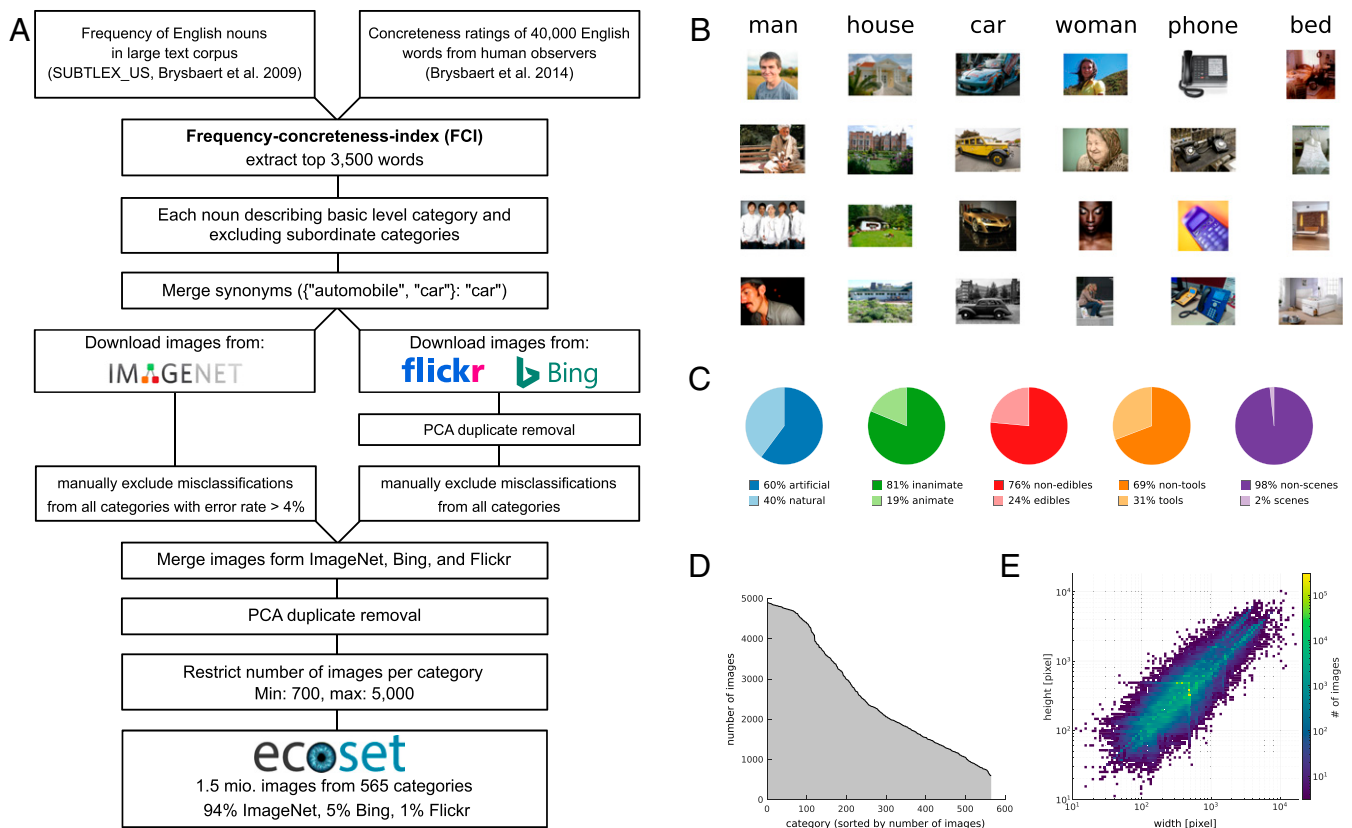 A
Frequency of English nouns
in large text corpus
(SUBTLEX_US, Brysbaert et al. 2009)
Concreteness ratings of 40,000 English
words from human observers
(Brysbaert et al. 2014)
Frequency-concreteness-index (FCI)
extract top 3,500 words
Each noun describing basic level category and
excluding subordinate categories
Merge synonyms ({"automobile", "car"}: "car")
Download images from:
IMAGENET
Download images from:
flickr
Bing
PCA duplicate removal
manually exclude misclassifications
from all categories with error rate > 4%
manually exclude misclassifications
from all categories
Merge images form ImageNet, Bing, and Flickr
PCA duplicate removal
Restrict number of images per category
Min: 700, max: 5,000
ecoset
1.5 mio. images from 565 categories
94% ImageNet, 5% Bing, 1% Flickr
B
man house car woman phone bed
C
60% artificial
40% natural
81% inanimate
19% animate
76% non-edibles
24% edibles
69% non-tools
31% tools
98% non-scenes
2% scenes
D
number of images
5000
4000
3000
2000
1000
0
0 100 200 300 400 500 600
category (sorted by number of images)
E
height [pixel]
10⁴
10³
10²
10¹
10¹ 10² 10³ 10⁴
width [pixel]
10⁵
10⁴
10³
10²
10¹
# of images